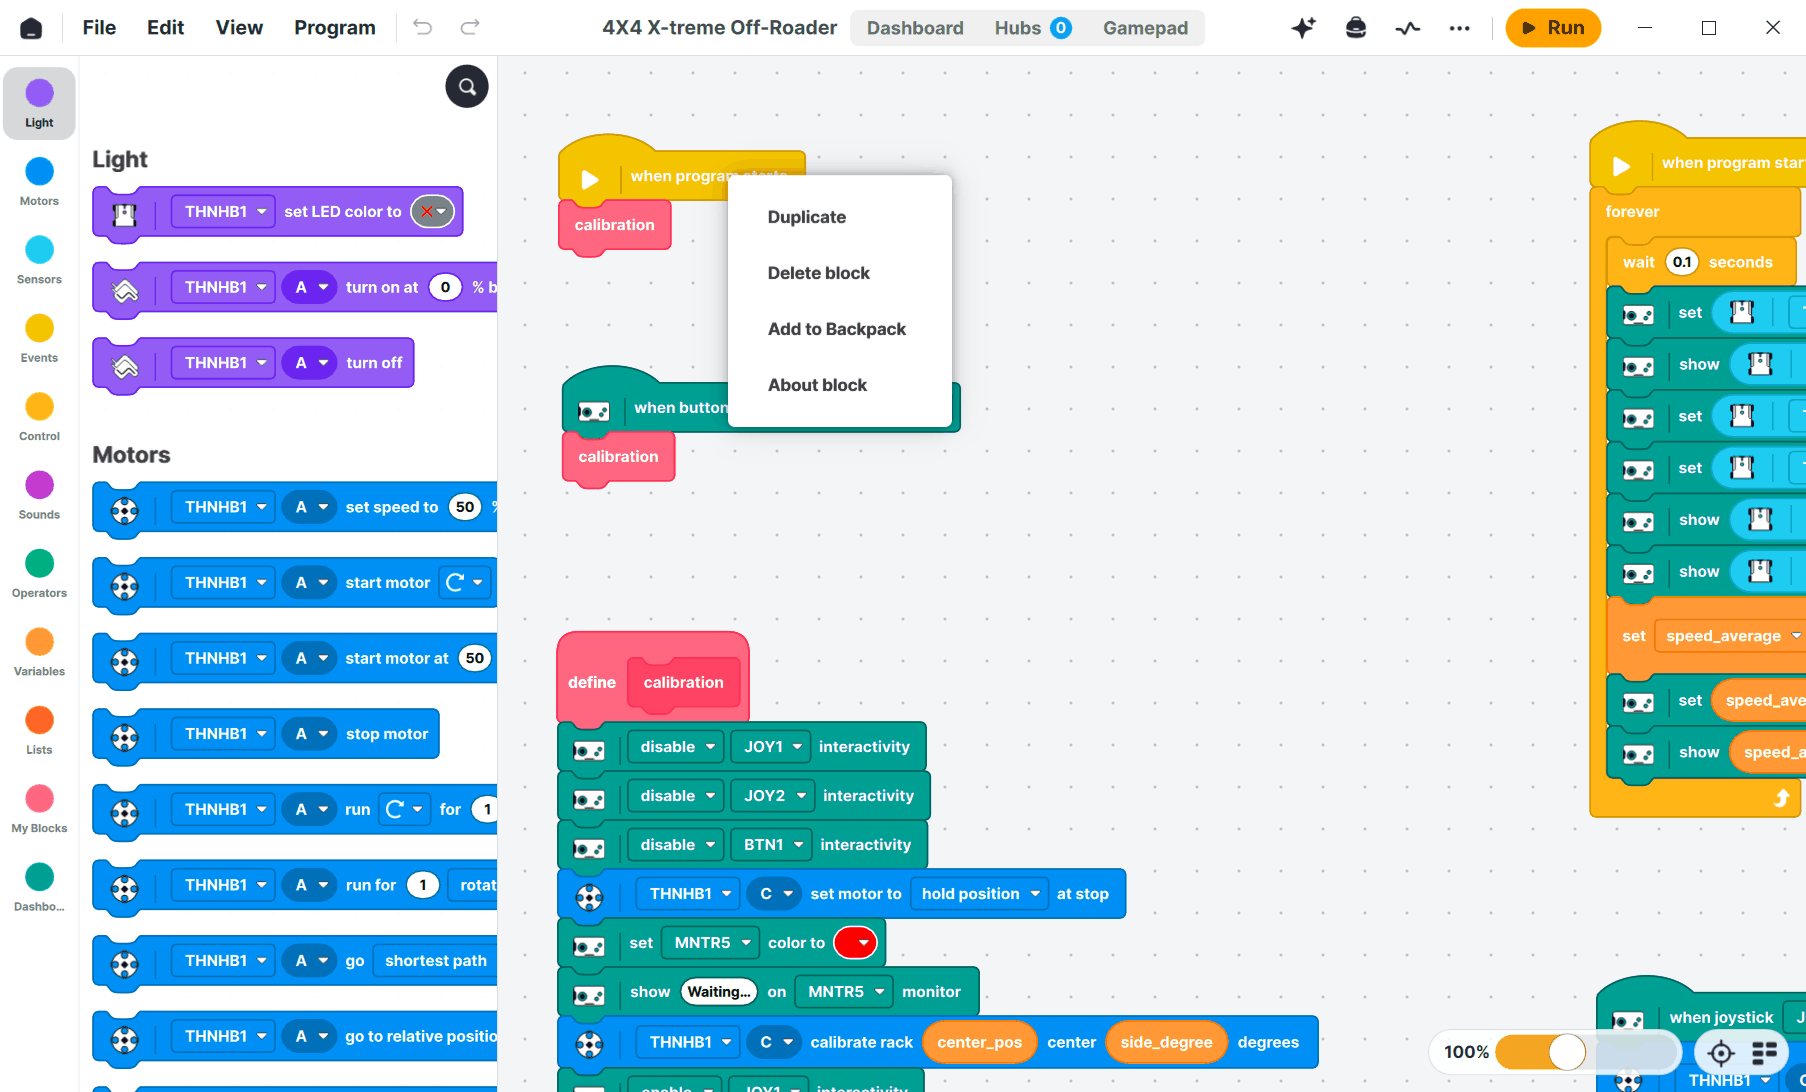 File Edit View Program
4X4 X-treme Off-Roader
Dashboard Hubs 0 Gamepad
Run
Light
Motors
Sensors
Events
Control
Sounds
Operators
Variables
Lists
My Blocks
Dashbo...
Light
THNHB1 set LED color to
THNHB1 A turn on at 0 % b
THNHB1 A turn off
Motors
THNHB1 A set speed to 50 %
THNHB1 A start motor
THNHB1 A start motor at 50
THNHB1 A stop motor
THNHB1 A run for 1
THNHB1 A run for 1 rotat
THNHB1 A go shortest path
THNHB1 A go to relative positio
when program starts
calibration
Duplicate
Delete block
Add to Backpack
About block
when button
calibration
define calibration
disable JOY1 interactivity
disable JOY2 interactivity
disable BTN1 interactivity
THNHB1 C set motor to hold position at stop
set MNTR5 color to
show Waiting... on MNTR5 monitor
THNHB1 C calibrate rack center_pos center side_degree degrees
enable JOY1 interactivity
when program star
forever
wait 0.1 seconds
set
show
set
set
show
show
set speed_average
set speed_ave
show speed_a
when joystick J
THNHB1
100%